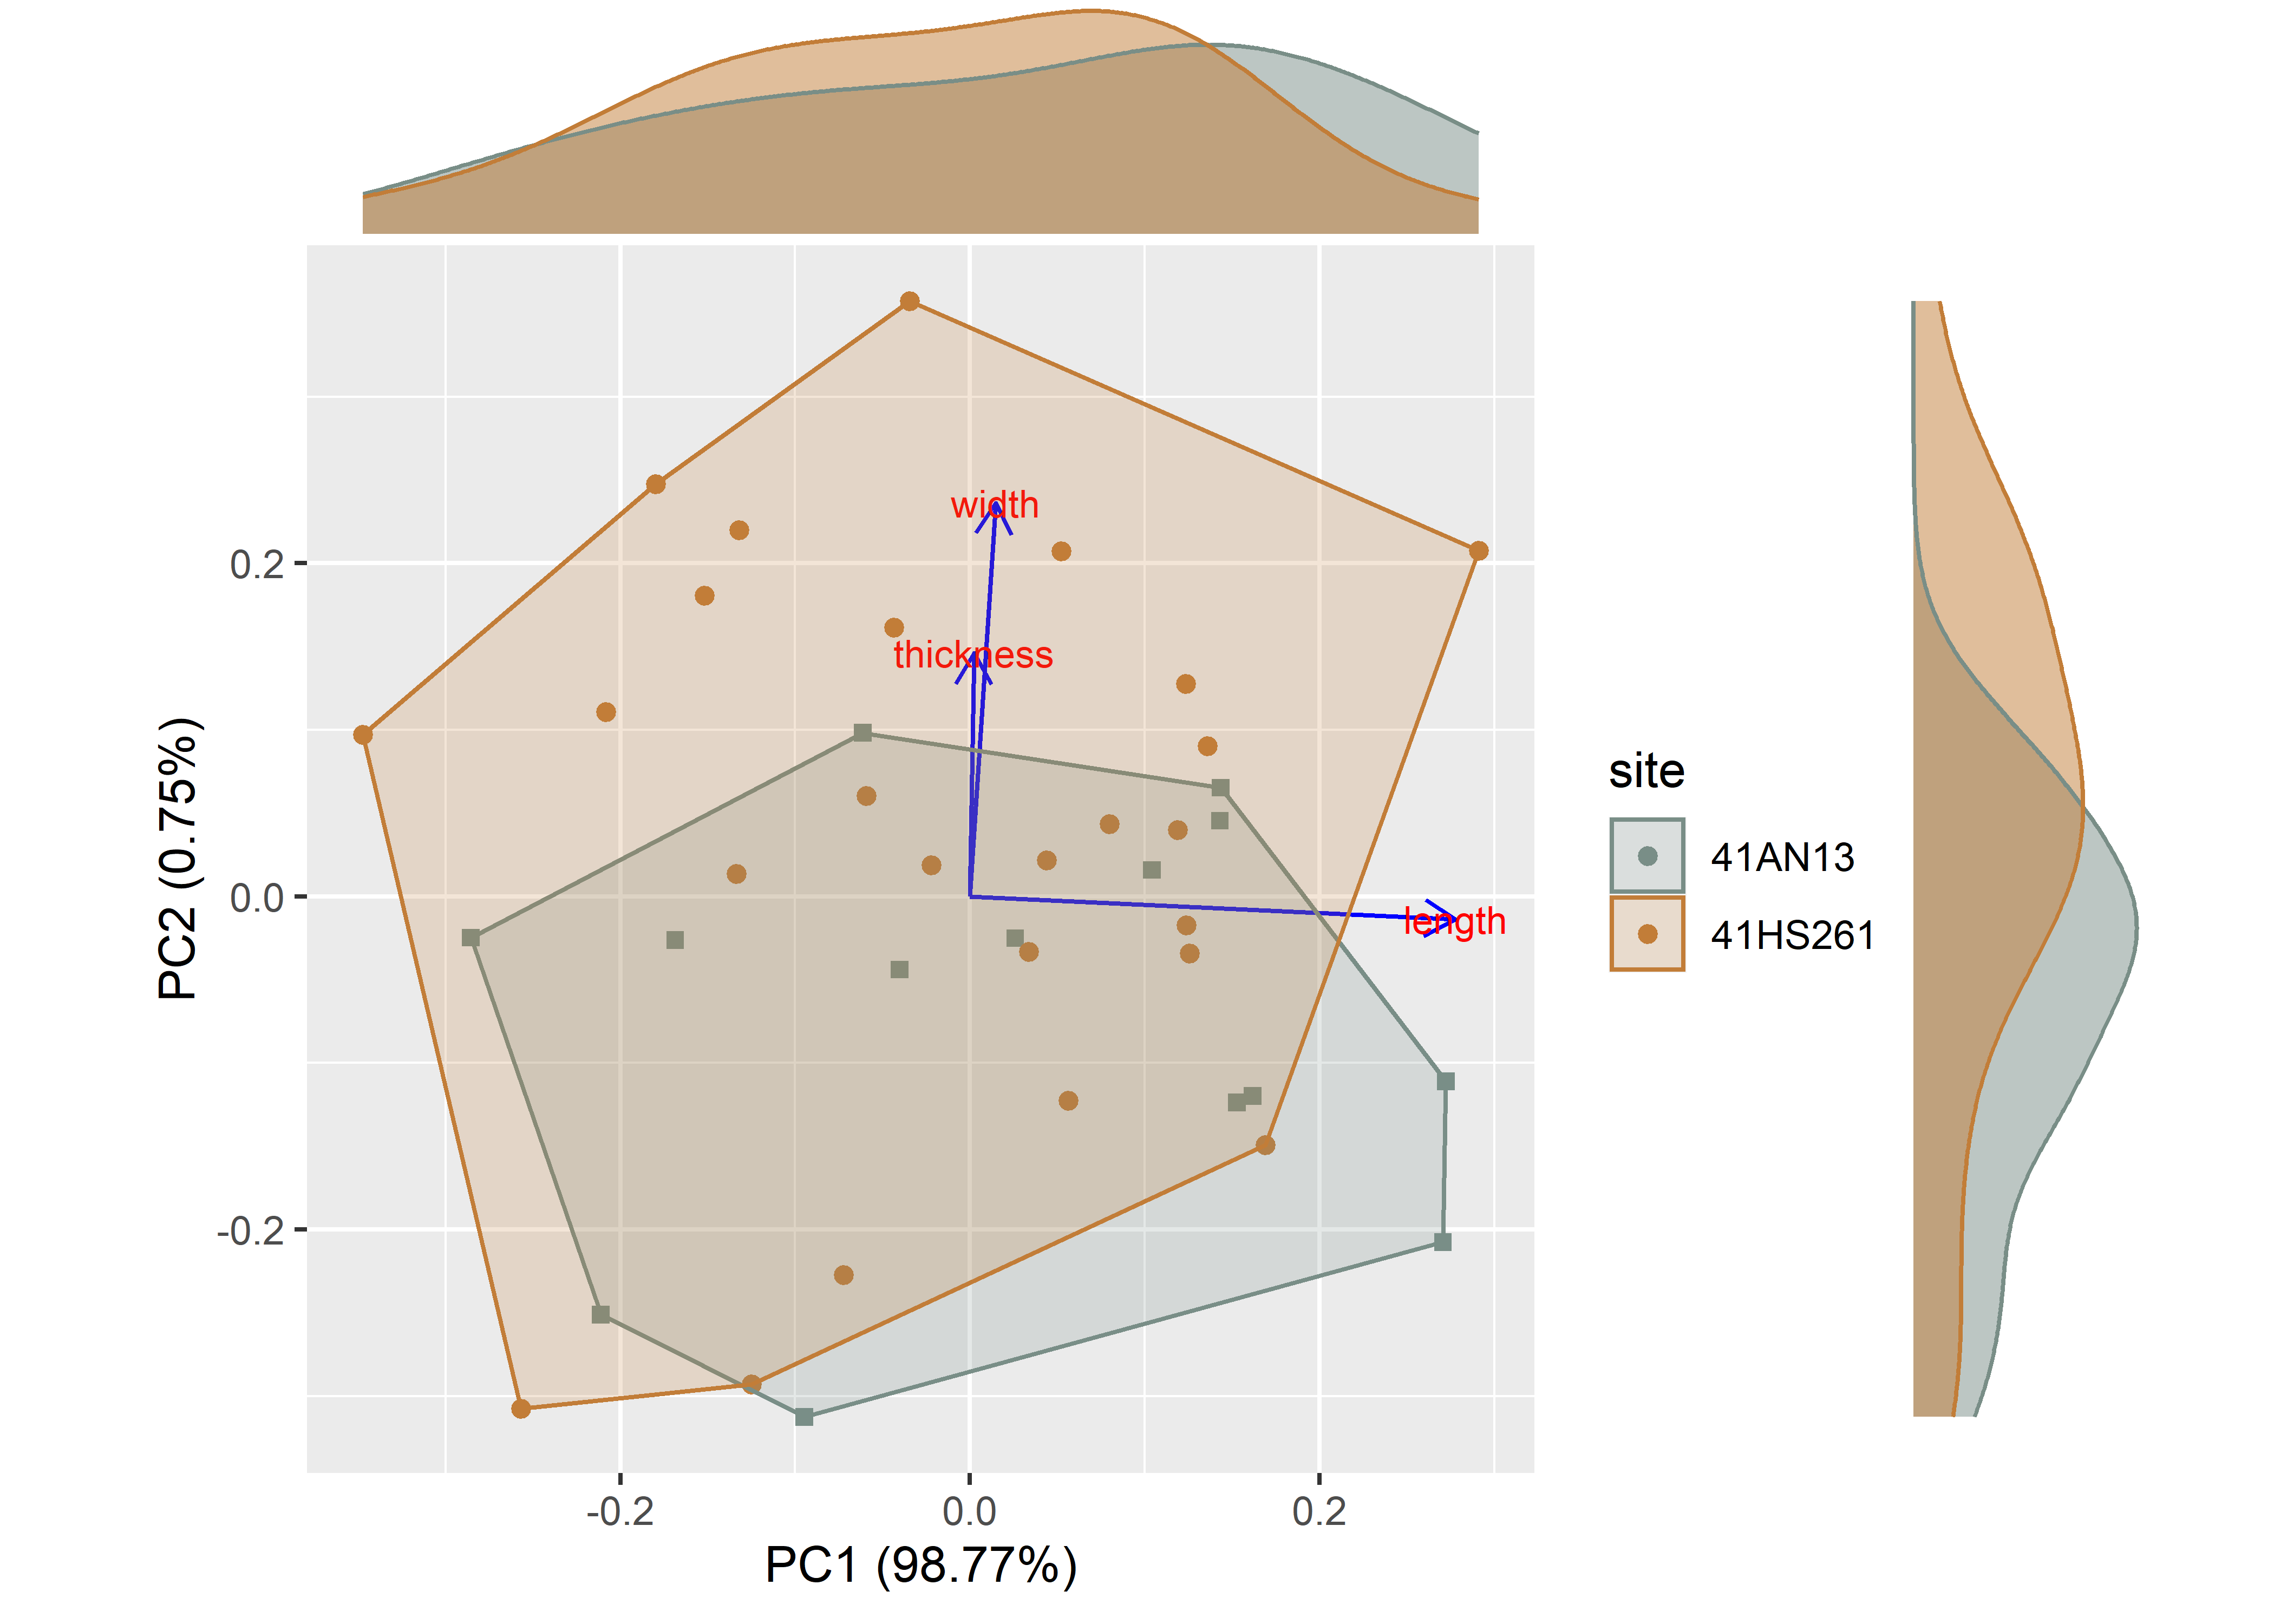 width
thickness
length
0.2
0.0
-0.2
PC2 (0.75%)
-0.2
0.0
0.2
PC1 (98.77%)
site
41AN13
41HS261